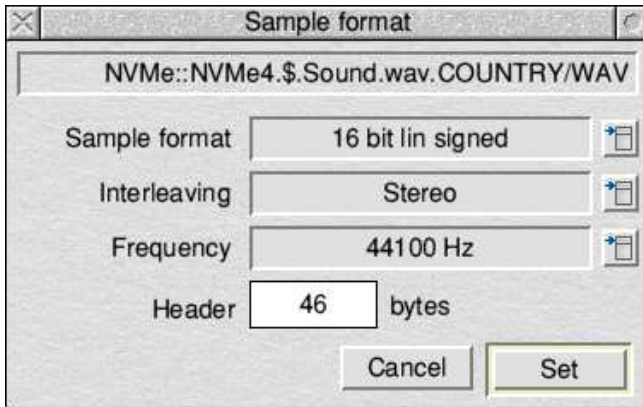 Sample format
NVMe::NVMe4.$.Sound.wav.COUNTRY/WAV
Sample format 16 bit lin signed
Interleaving Stereo
Frequency 44100 Hz
Header 46 bytes
Cancel Set